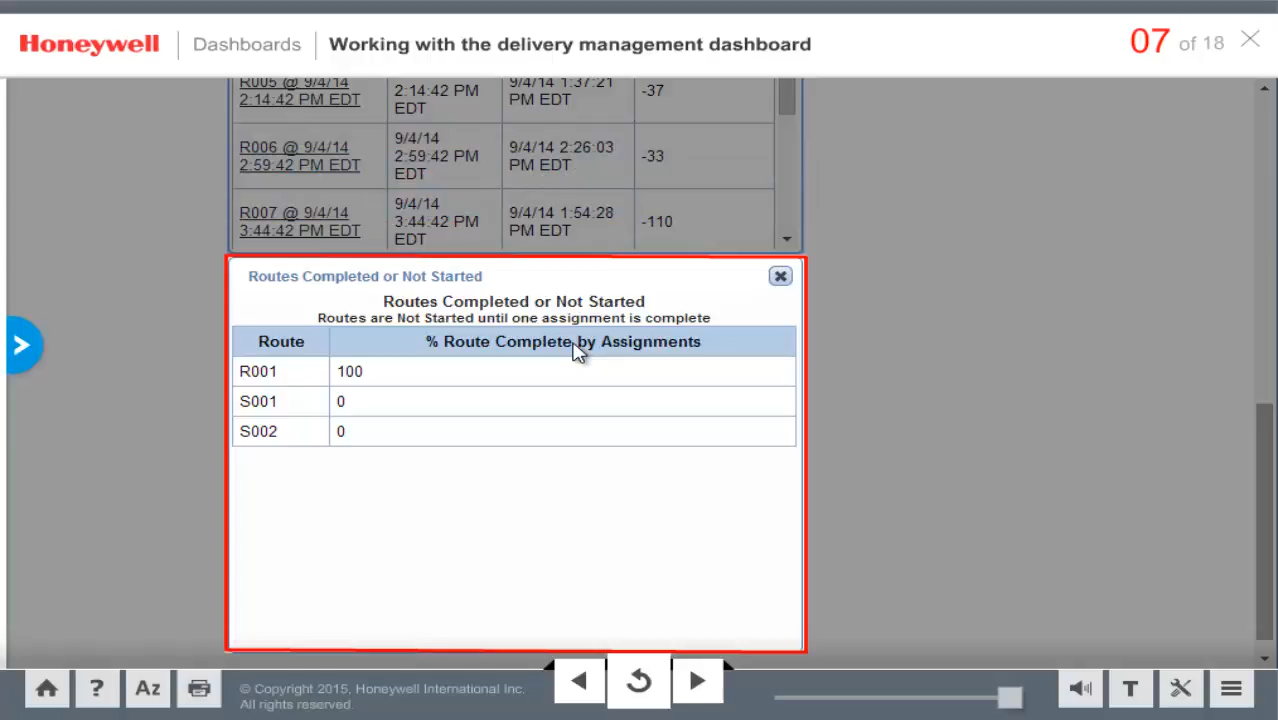 Honeywell
Dashboards
Working with the delivery management dashboard
07 of 18
R005 @ 9/4/14
2:14:42 PM EDT
2:14:42 PM
EDT
9/4/14 1:37:21
PM EDT
-37
R006 @ 9/4/14
2:59:42 PM EDT
9/4/14
2:59:42 PM
EDT
9/4/14 2:26:03
PM EDT
-33
R007 @ 9/4/14
3:44:42 PM EDT
9/4/14
3:44:42 PM
EDT
9/4/14 1:54:28
PM EDT
-110
Routes Completed or Not Started
Routes Completed or Not Started
Routes are Not Started until one assignment is complete
Route % Route Complete by Assignments
R001 100
S001 0
S002 0
? Az
© Copyright 2015, Honeywell International Inc.
All rights reserved.
T